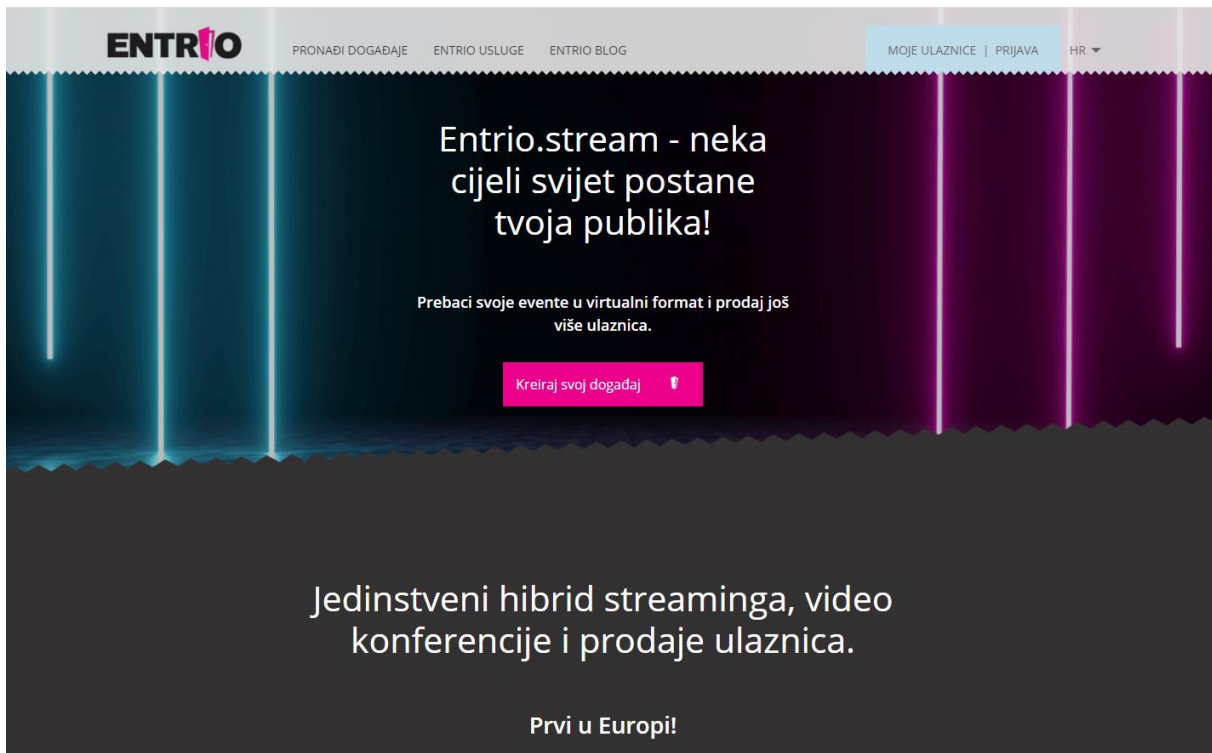 ENTRIO
PRONAĐI DOGAĐAJE ENTRIO USLUGE ENTRIO BLOG MOJE ULAZNICE | PRIJAVA HR
Entrio.stream - neka
cijeli svijet postane
tvoja publika!
Prebaci svoje evente u virtualni format i prodaj još
više ulaznica.
Kreiraj svoj događaj
Jedinstveni hibrid streaminga, video
konferencije i prodaje ulaznica.
Prvi u Europi!